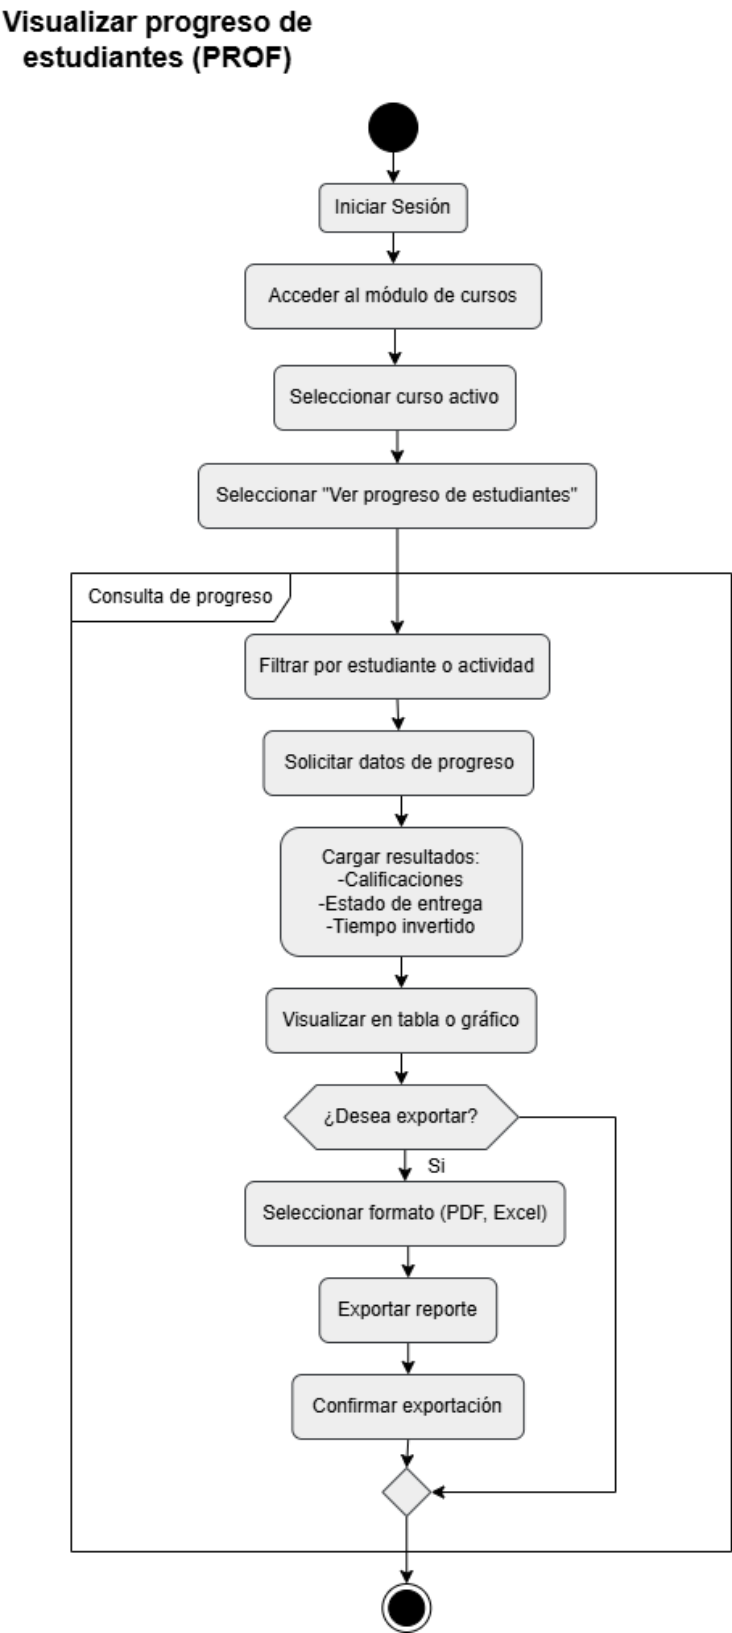 Visualizar progreso de
estudiantes (PROF)
Iniciar Sesión
Acceder al módulo de cursos
Seleccionar curso activo
Seleccionar "Ver progreso de estudiantes"
Consulta de progreso
Filtrar por estudiante o actividad
Solicitar datos de progreso
Cargar resultados:
-Calificaciones
-Estado de entrega
-Tiempo invertido
Visualizar en tabla o gráfico
¿Desea exportar?
Si
Seleccionar formato (PDF, Excel)
Exportar reporte
Confirmar exportación